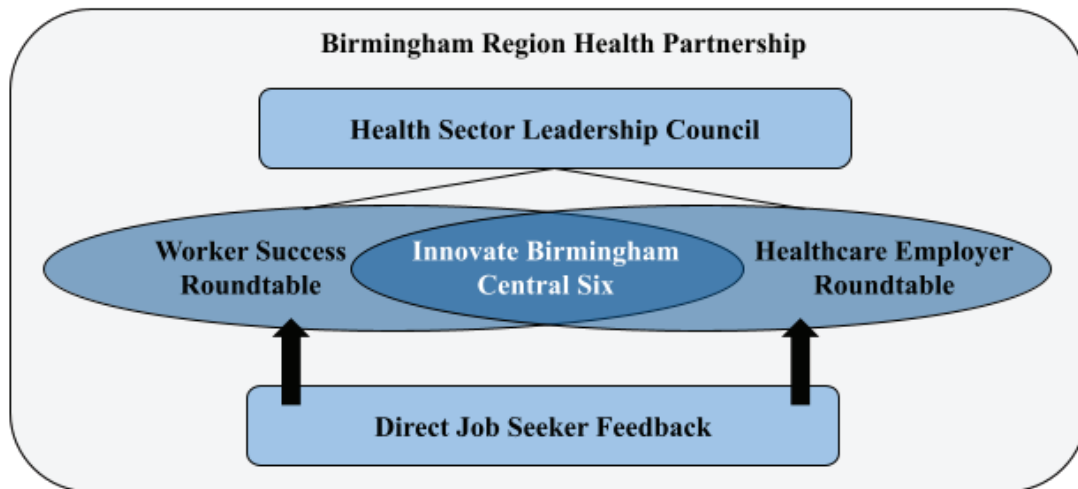 Birmingham Region Health Partnership
Health Sector Leadership Council
Worker Success
Roundtable
Innovate Birmingham
Central Six
Healthcare Employer
Roundtable
Direct Job Seeker Feedback